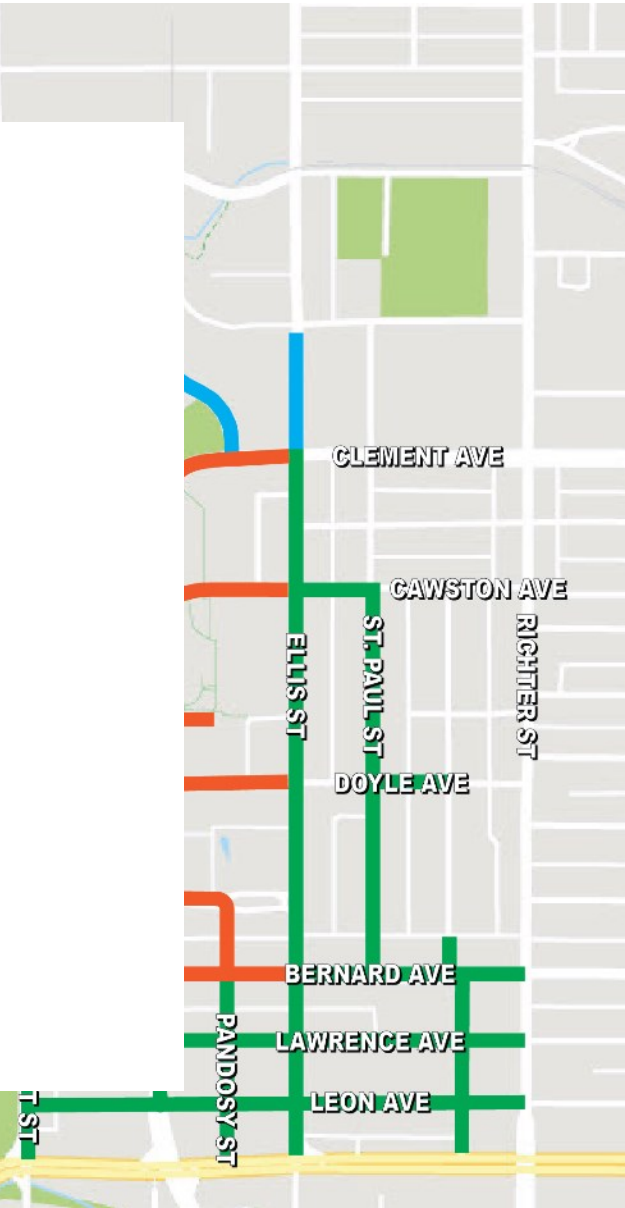 CLEMENT AVE
CAWSTON AVE
ELLIS ST
ST. PAUL ST
RICHTER ST
DOYLE AVE
BERNARD AVE
PANDOSY ST
LAWRENCE AVE
LEON AVE
T ST